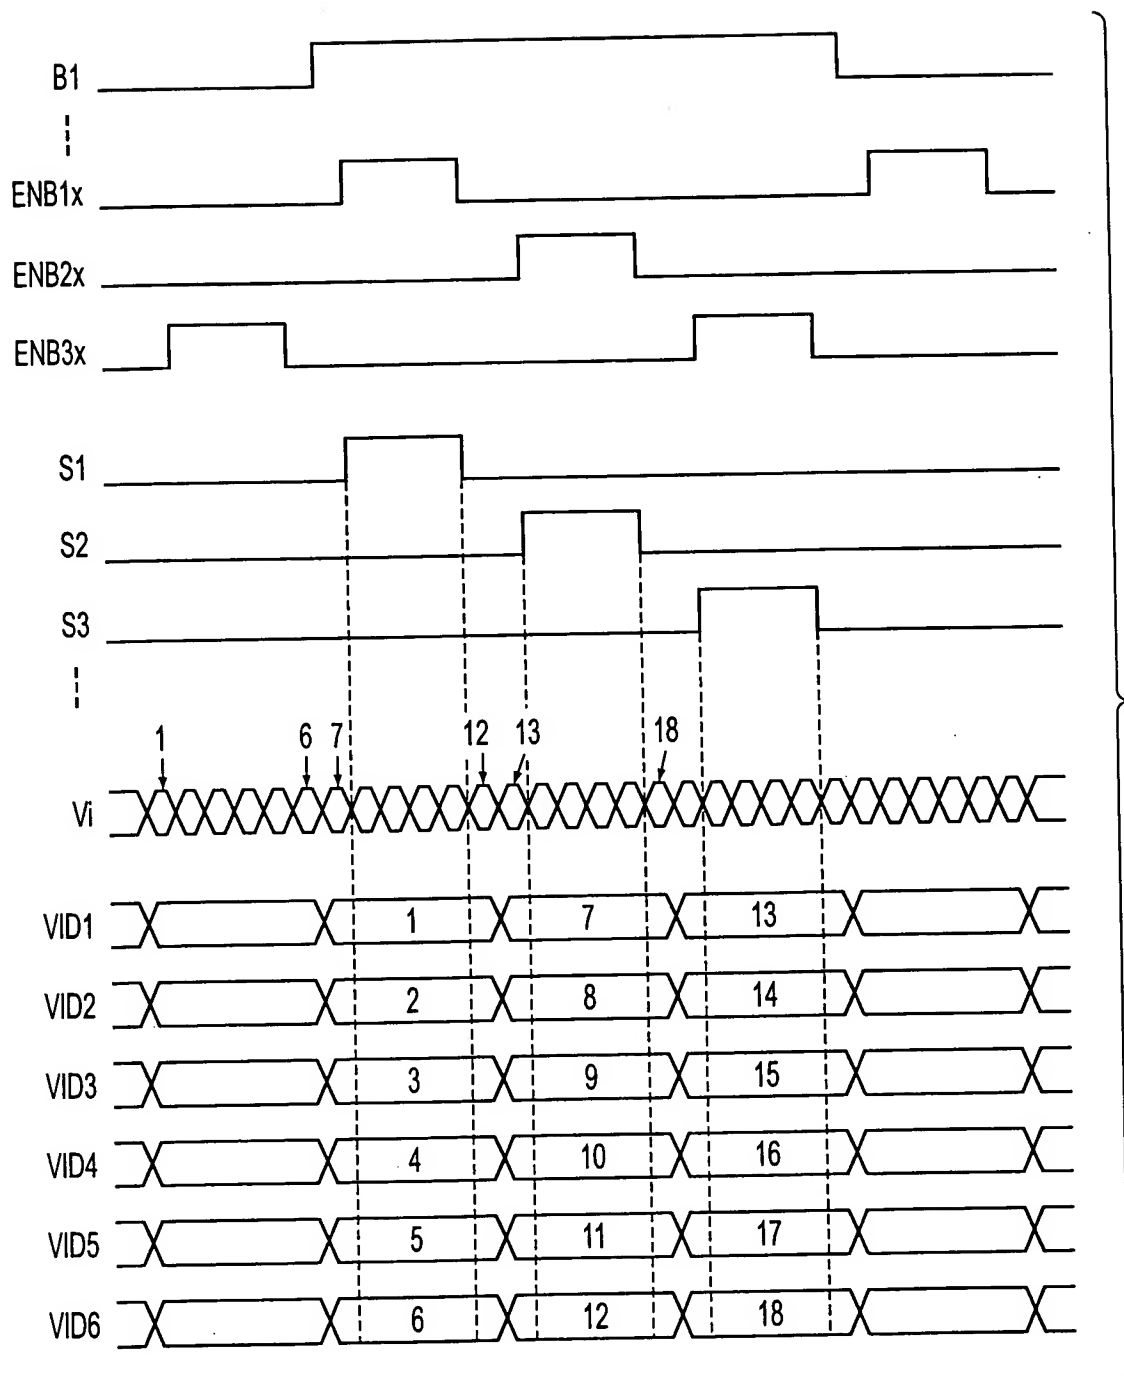 B1
ENB1x
ENB2x
ENB3x
S1
S2
S3
1 6 7 12 13 18
Vi
VID1 1 7 13
VID2 2 8 14
VID3 3 9 15
VID4 4 10 16
VID5 5 11 17
VID6 6 12 18